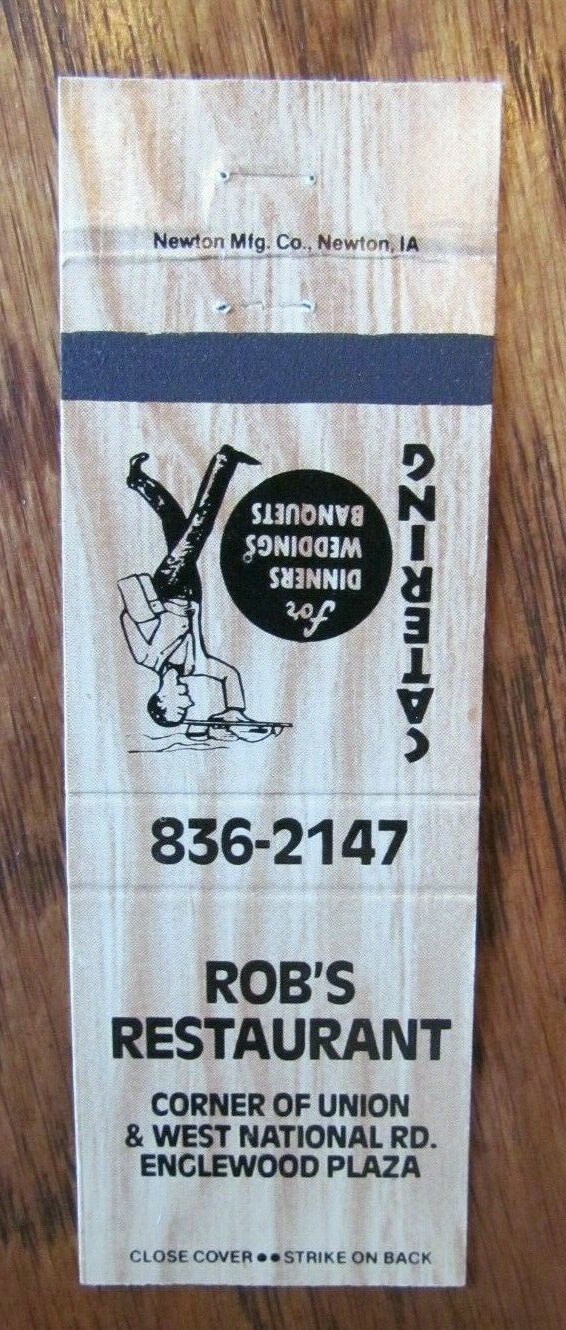 Newton Mfg. Co., Newton, IA
CATERING
for
DINNERS
WEDDINGS
BANQUETS
836-2147
ROB'S
RESTAURANT
CORNER OF UNION
& WEST NATIONAL RD.
ENGLEWOOD PLAZA
CLOSE COVER ●● STRIKE ON BACK